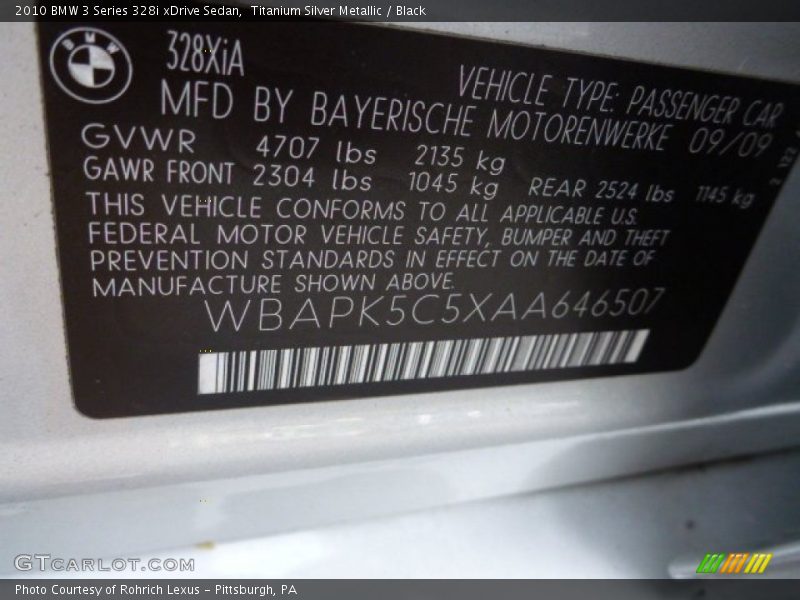 2010 BMW 3 Series 328i xDrive Sedan, Titanium Silver Metallic / Black
BMW
328XiA
VEHICLE TYPE: PASSENGER CAR
MFD BY BAYERISCHE MOTORENWERKE 09/09
GVWR 4707 lbs 2135 kg
GAWR FRONT 2304 lbs 1045 kg REAR 2524 lbs 1145 kg
THIS VEHICLE CONFORMS TO ALL APPLICABLE U.S.
FEDERAL MOTOR VEHICLE SAFETY, BUMPER AND THEFT
PREVENTION STANDARDS IN EFFECT ON THE DATE OF
MANUFACTURE SHOWN ABOVE.
WBAPK5C5XAA646507
GTCARLOT.COM
Photo Courtesy of Rohrich Lexus - Pittsburgh, PA